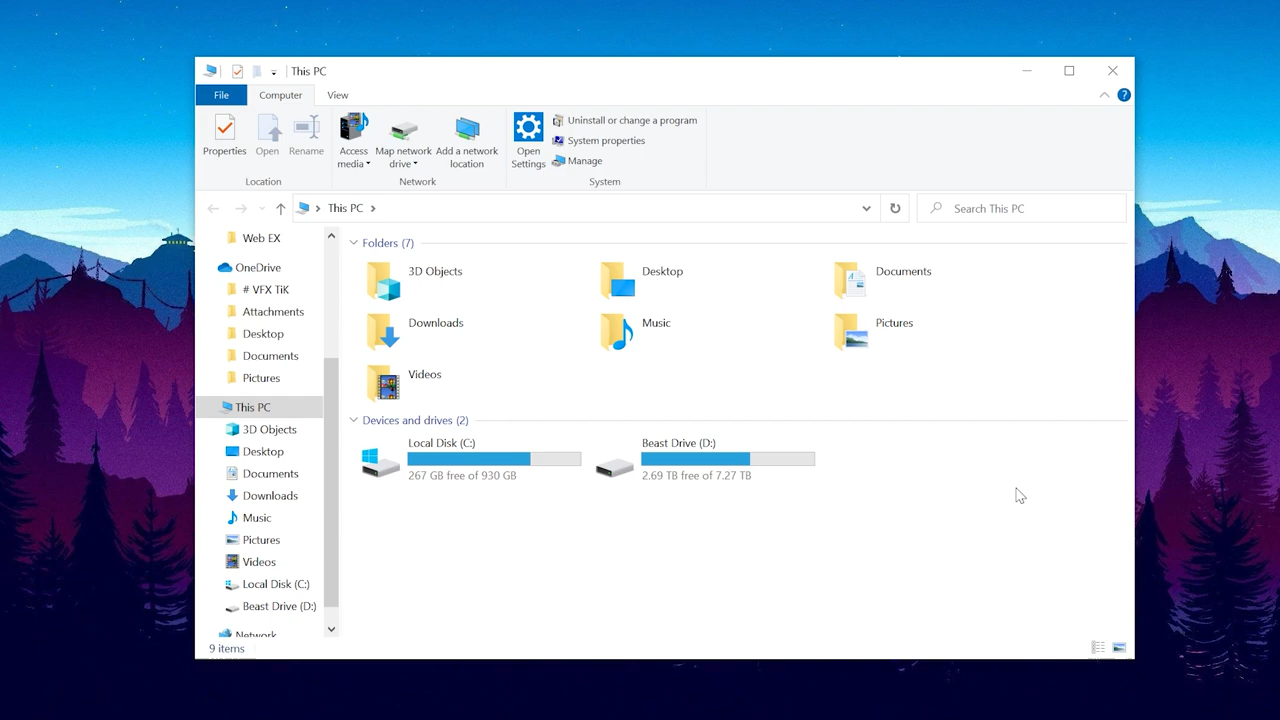 This PC
File
Computer
View
Properties
Open
Rename
Access
media
Map network
drive
Add a network
location
Open
Settings
Uninstall or change a program
System properties
Manage
Location
Network
System
This PC
Search This PC
Web EX
OneDrive
# VFX TiK
Attachments
Desktop
Documents
Pictures
This PC
3D Objects
Desktop
Documents
Downloads
Music
Pictures
Videos
Local Disk (C:)
Beast Drive (D:)
Network
Folders (7)
3D Objects
Desktop
Documents
Downloads
Music
Pictures
Videos
Devices and drives (2)
Local Disk (C:)
267 GB free of 930 GB
Beast Drive (D:)
2.69 TB free of 7.27 TB
9 items